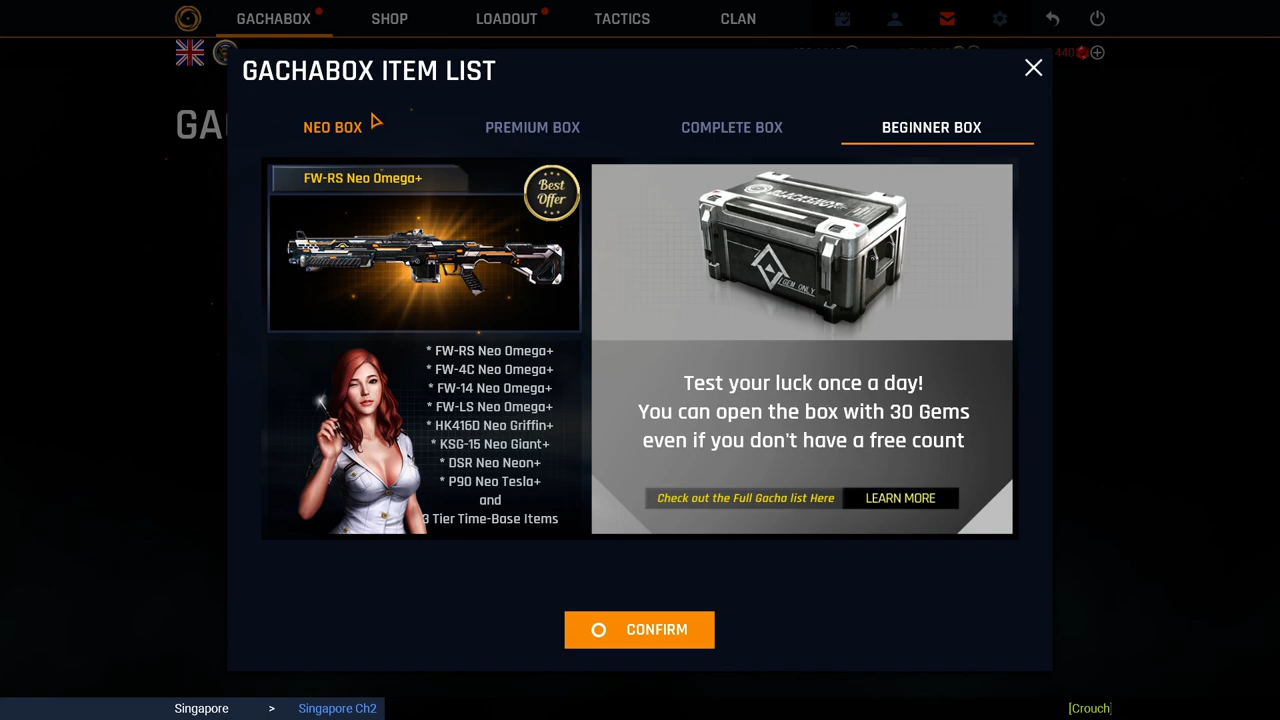 GACHABOX SHOP LOADOUT TACTICS CLAN
440
GACHABOX ITEM LIST
GA
NEO BOX PREMIUM BOX COMPLETE BOX BEGINNER BOX
FW-RS Neo Omega+
Best
Offer
BLACKSHOT
GEM ONLY
* FW-RS Neo Omega+
* FW-4C Neo Omega+
* FW-14 Neo Omega+
* FW-LS Neo Omega+
* HK416D Neo Griffin+
* KSG-15 Neo Giant+
* DSR Neo Neon+
* P90 Neo Tesla+
and
3 Tier Time-Base Items
Test your luck once a day!
You can open the box with 30 Gems
even if you don't have a free count
Check out the Full Gacha list Here LEARN MORE
CONFIRM
Singapore > Singapore Ch2
[Crouch]